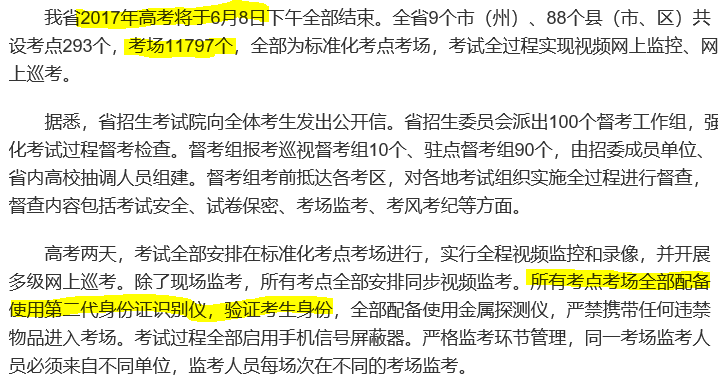 我省2017年高考将于6月8日下午全部结束。全省9个市（州）、88个县（市、区）共
设考点293个，考场11797个，全部为标准化考点考场，考试全过程实现视频网上监控、网
上巡考。
据悉，省招生考试院向全体考生发出公开信。省招生委员会派出100个督考工作组，强
化考试过程督考检查。督考组报考巡视督考组10个、驻点督考组90个，由招委成员单位、
省内高校抽调人员组建。督考组考前抵达各考区，对各地考试组织实施全过程进行督查，
督查内容包括考试安全、试卷保密、考场监考、考风考纪等方面。
高考两天，考试全部安排在标准化考点考场进行，实行全程视频监控和录像，并开展
多级网上巡考。除了现场监考，所有考点全部安排同步视频监考。所有考点考场全部配备
使用第二代身份证识别仪，验证考生身份，全部配备使用金属探测仪，严禁携带任何违禁
物品进入考场。考试过程全部启用手机信号屏蔽器。严格监考环节管理，同一考场监考人
员必须来自不同单位，监考人员每场次在不同的考场监考。